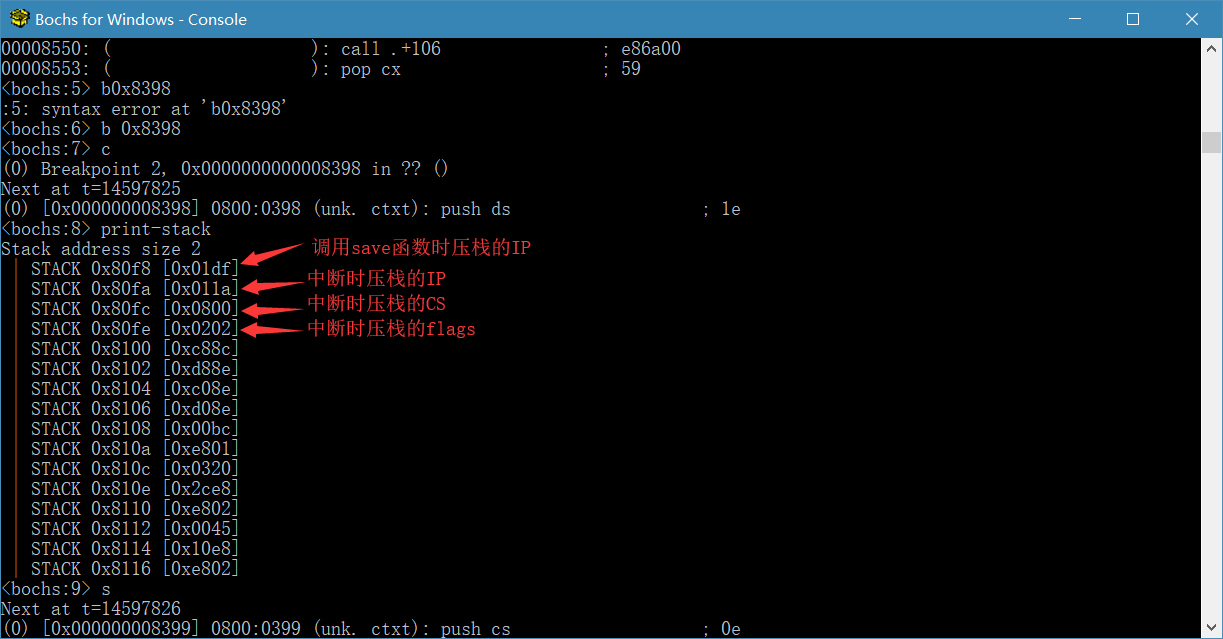 Bochs for Windows - Console
00008550: (                    ): call .+106                ; e86a00
00008553: (                    ): pop cx                    ; 59
<bochs:5> b0x8398
:5: syntax error at 'b0x8398'
<bochs:6> b 0x8398
<bochs:7> c
(0) Breakpoint 2, 0x0000000000008398 in ?? ()
Next at t=14597825
(0) [0x000000008398] 0800:0398 (unk. ctxt): push ds                   ; 1e
<bochs:8> print-stack
Stack address size 2
| STACK 0x80f8 [0x01df] 调用save函数时压栈的IP
| STACK 0x80fa [0x011a] 中断时压栈的IP
| STACK 0x80fc [0x0800] 中断时压栈的CS
| STACK 0x80fe [0x0202] 中断时压栈的flags
| STACK 0x8100 [0xc88c]
| STACK 0x8102 [0xd88e]
| STACK 0x8104 [0xc08e]
| STACK 0x8106 [0xd08e]
| STACK 0x8108 [0x00bc]
| STACK 0x810a [0xe801]
| STACK 0x810c [0x0320]
| STACK 0x810e [0x2ce8]
| STACK 0x8110 [0xe802]
| STACK 0x8112 [0x0045]
| STACK 0x8114 [0x10e8]
| STACK 0x8116 [0xe802]
<bochs:9> s
Next at t=14597826
(0) [0x000000008399] 0800:0399 (unk. ctxt): push cs                   ; 0e